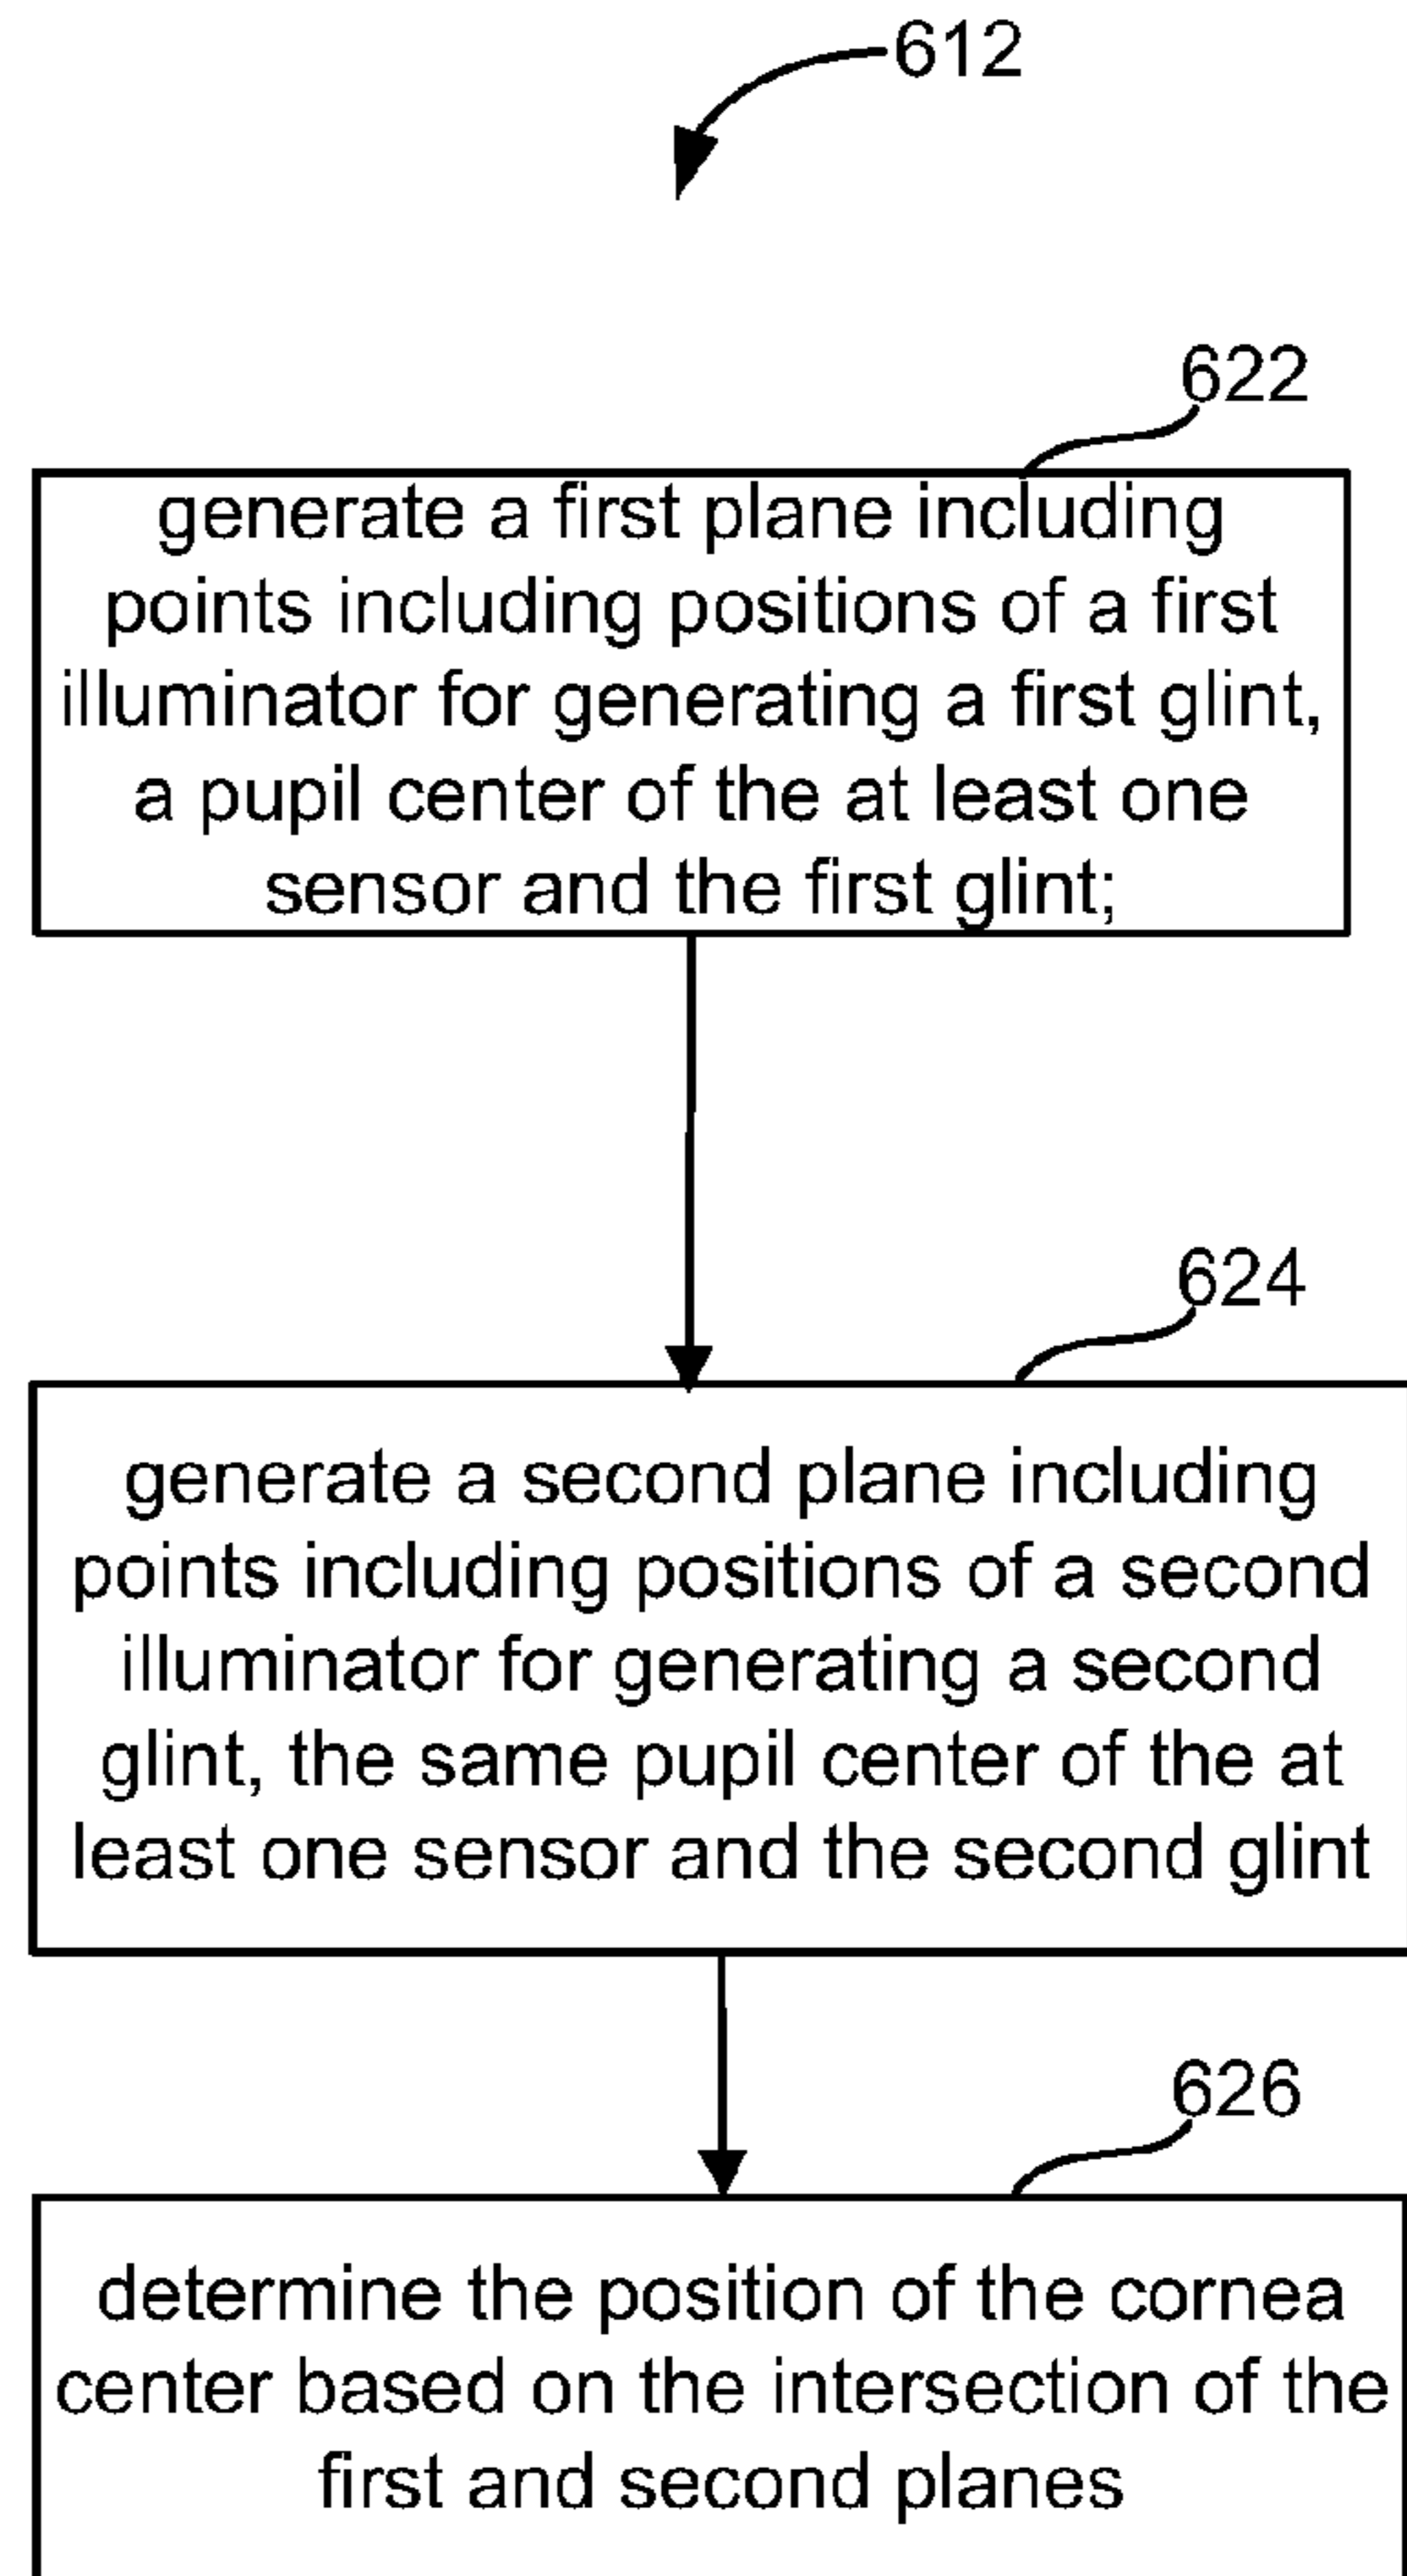 612
622
generate a first plane including
points including positions of a first
illuminator for generating a first glint,
a pupil center of the at least one
sensor and the first glint;
624
generate a second plane including
points including positions of a second
illuminator for generating a second
glint, the same pupil center of the at
least one sensor and the second glint
626
determine the position of the cornea
center based on the intersection of the
first and second planes